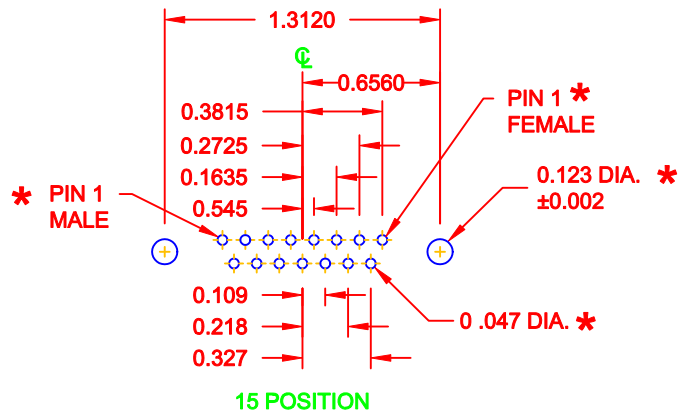 1.3120
℄
0.6560
0.3815
PIN 1 *
FEMALE
0.2725
0.1635
0.123 DIA. *
±0.002
* PIN 1
MALE
0.545
0.109
0 .047 DIA. *
0.218
0.327
15 POSITION